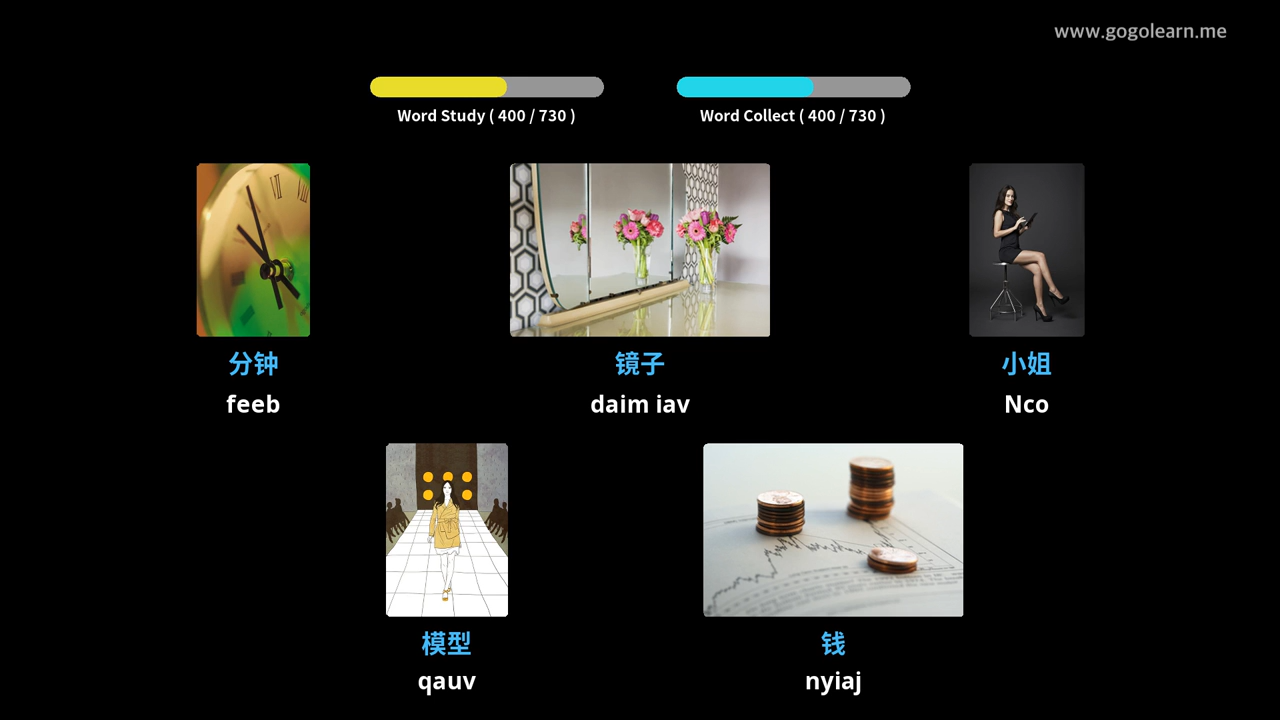 www.gogolearn.me
Word Study ( 400 / 730 )
Word Collect ( 400 / 730 )
分钟
feeb
镜子
daim iav
小姐
Nco
模型
qauv
钱
nyiaj